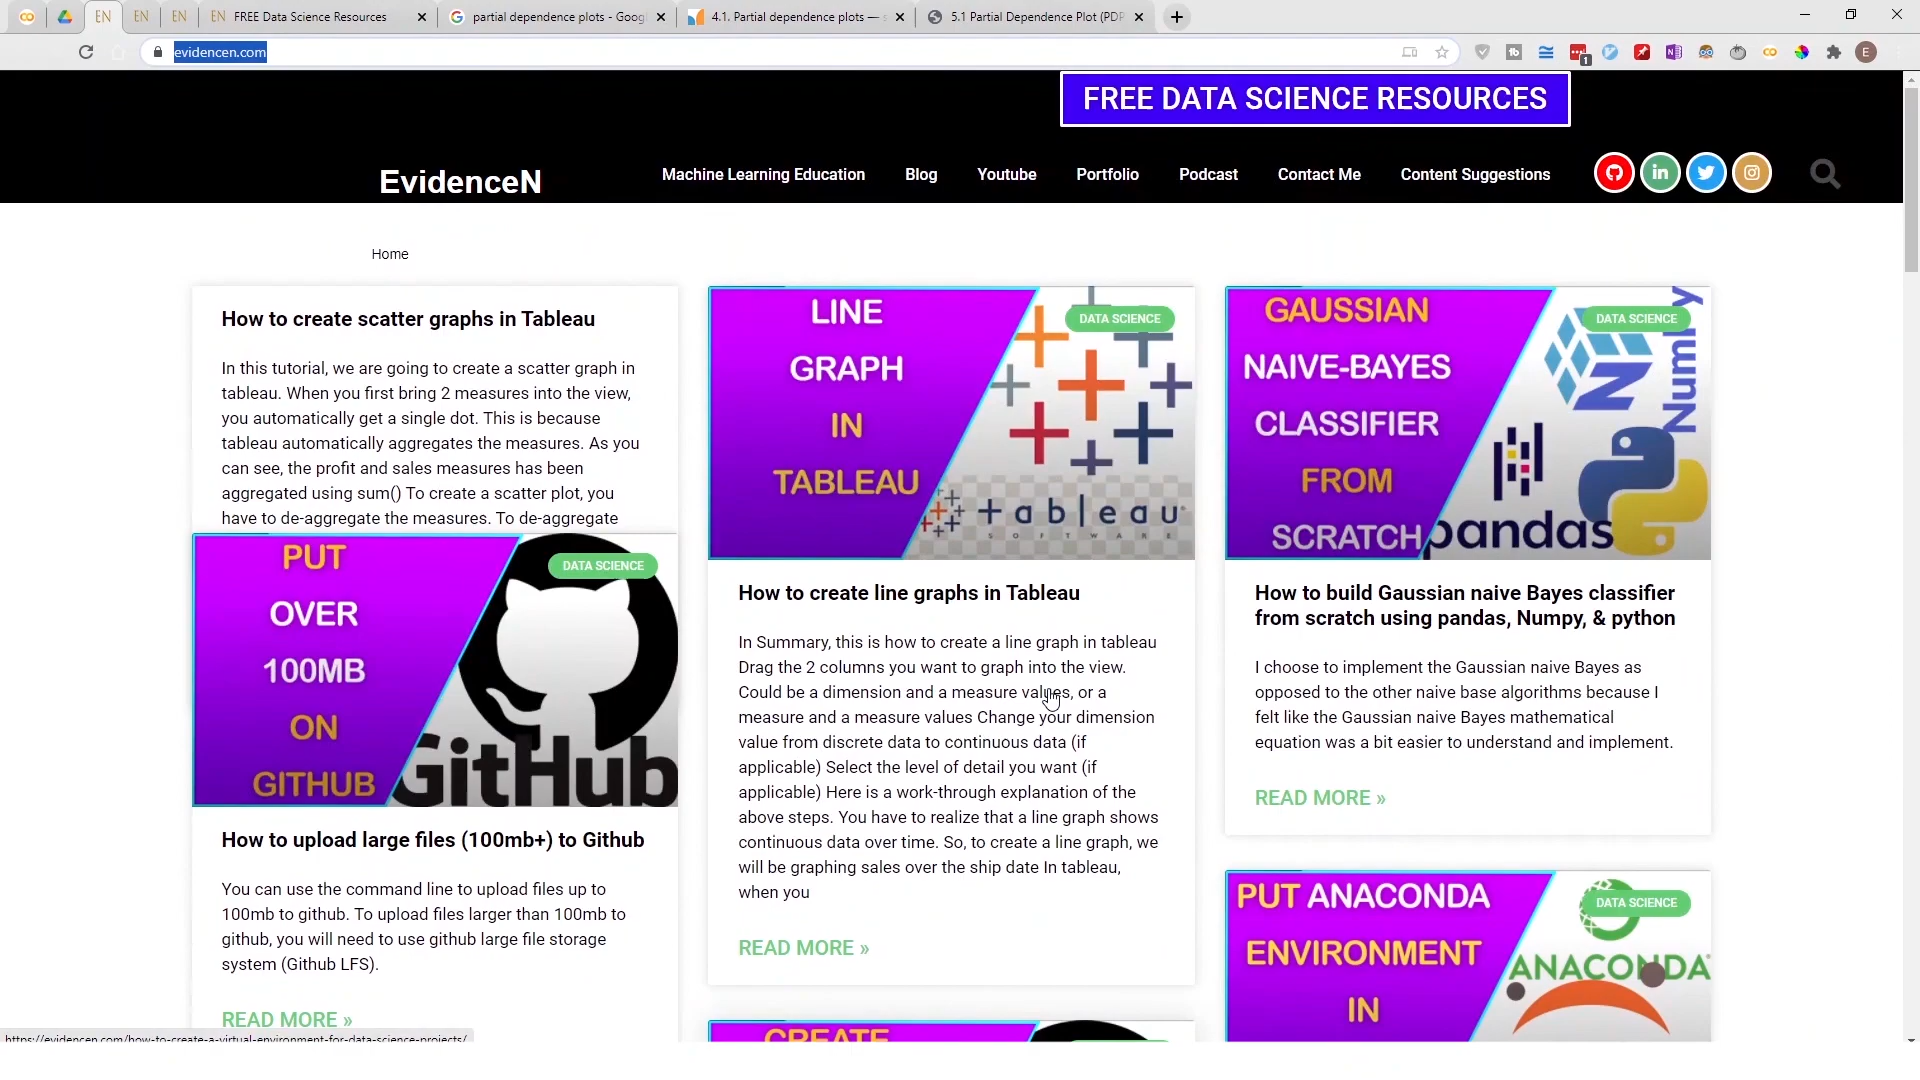 EN
EN
EN
EN FREE Data Science Resources
partial dependence plots - Goog
4.1. Partial dependence plots — s
5.1 Partial Dependence Plot (PDP
evidencen.com
1
E
FREE DATA SCIENCE RESOURCES
EvidenceN
Machine Learning Education
Blog
Youtube
Portfolio
Podcast
Contact Me
Content Suggestions
Home
How to create scatter graphs in Tableau
In this tutorial, we are going to create a scatter graph in
tableau. When you first bring 2 measures into the view,
you automatically get a single dot. This is because
tableau automatically aggregates the measures. As you
can see, the profit and sales measures has been
aggregated using sum() To create a scatter plot, you
have to de-aggregate the measures. To de-aggregate
PUT
OVER
100MB
ON
GITHUB
DATA SCIENCE
GitHub
How to upload large files (100mb+) to Github
You can use the command line to upload files up to
100mb to github. To upload files larger than 100mb to
github, you will need to use github large file storage
system (Github LFS).
READ MORE »
LINE
GRAPH
IN
TABLEAU
DATA SCIENCE
tableau
SOFTWARE
How to create line graphs in Tableau
In Summary, this is how to create a line graph in tableau
Drag the 2 columns you want to graph into the view.
Could be a dimension and a measure values, or a
measure and a measure values Change your dimension
value from discrete data to continuous data (if
applicable) Select the level of detail you want (if
applicable) Here is a work-through explanation of the
above steps. You have to realize that a line graph shows
continuous data over time. So, to create a line graph, we
will be graphing sales over the ship date In tableau,
when you
READ MORE »
CREATE
GAUSSIAN
NAIVE-BAYES
CLASSIFIER
FROM
SCRATCH
DATA SCIENCE
NumPy
pandas
How to build Gaussian naive Bayes classifier
from scratch using pandas, Numpy, & python
I choose to implement the Gaussian naive Bayes as
opposed to the other naive base algorithms because I
felt like the Gaussian naive Bayes mathematical
equation was a bit easier to understand and implement.
READ MORE »
PUT ANACONDA
ENVIRONMENT
IN
DATA SCIENCE
ANACONDA
https://evidencen.com/how-to-create-a-virtual-environment-for-data-science-projects/